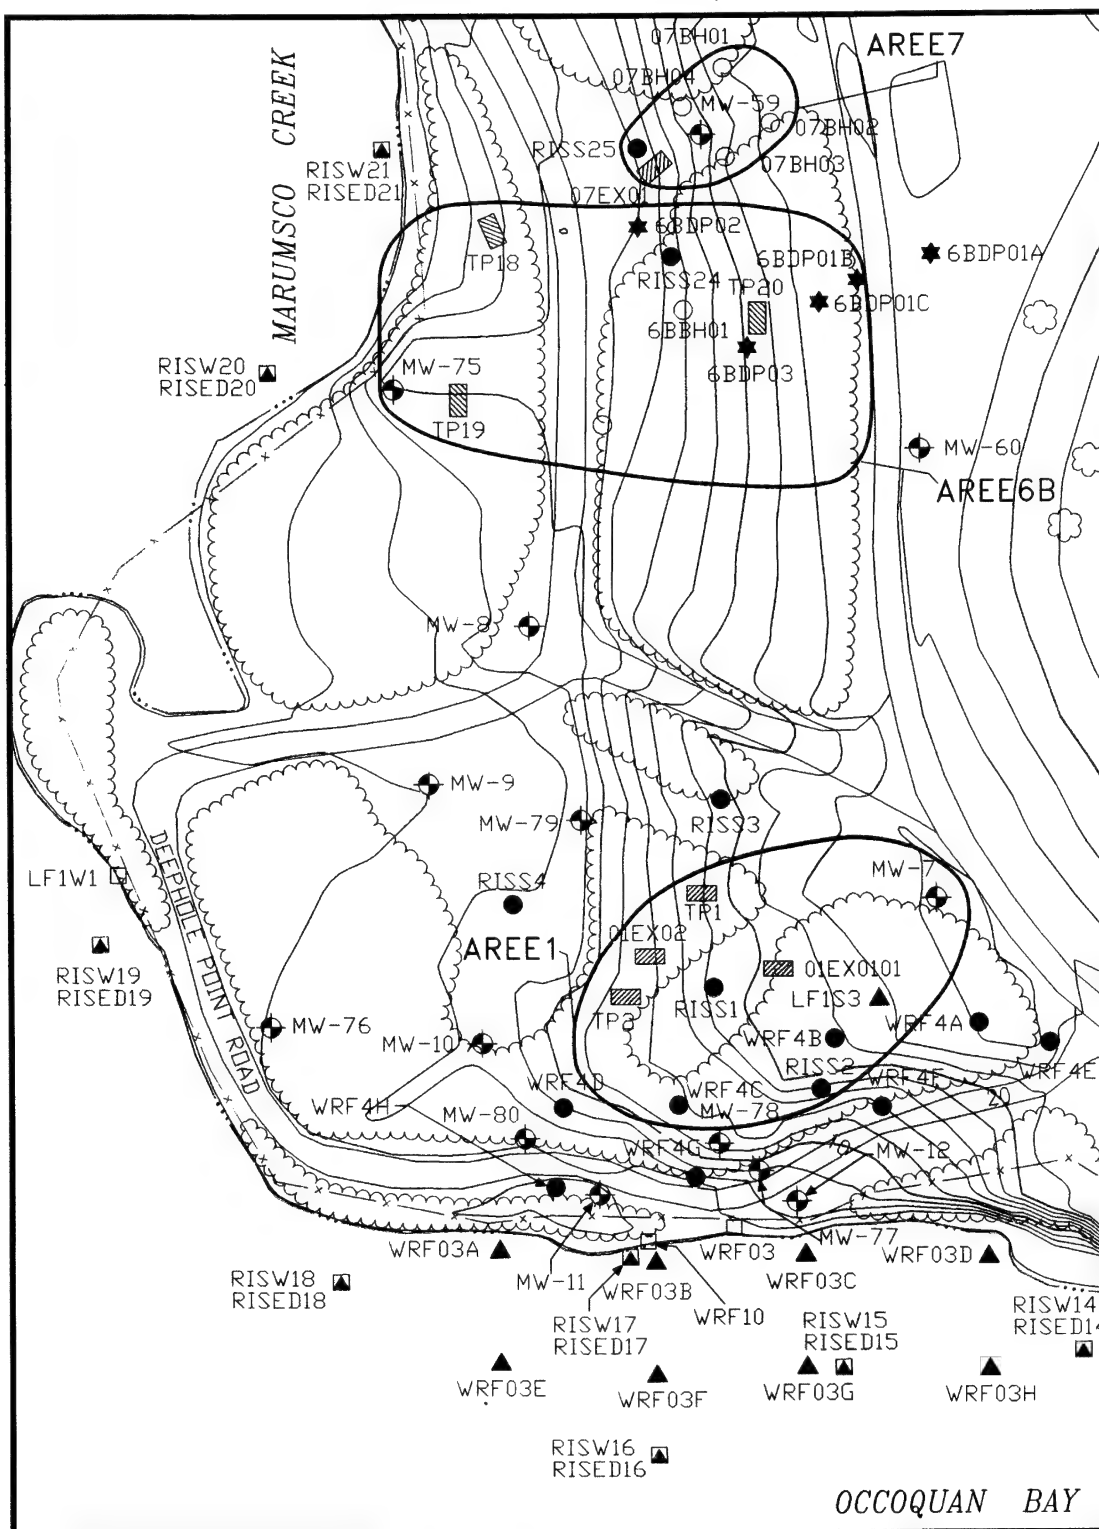 07BH01
AREE7
07BH04
MW-59
MARUMSCO CREEK
07BH02
RISS25
RISW21
RISED21
07BH03
07EX01
6BDP02
TP18
6BDP01B
6BDP01A
RISS24
TP20
6BDP01C
6BBH01
RISW20
RISED20
MW-75
6BDP03
TP19
MW-60
AREE6B
MW-8
MW-9
MW-79
RISS3
DEEPHOLE POINT ROAD
MW-7
LF1W1
RISS4
TP1
01EX02
AREE1
01EX0101
RISW19
RISED19
LF1S3
RISS1
TP3
MW-76
WRF4B
WRF4A
MW-10
RISS2
WRF4E
WRF4D
WRF4C
WRF4F
WRF4H
MW-80
MW-78
20
WRF4G
10
MW-12
WRF03A
WRF03
MW-77
WRF03D
MW-11
WRF03B
WRF03C
RISW18
RISED18
WRF10
RISW17
RISED17
RISW15
RISED15
RISW14
RISED14
WRF03E
WRF03F
WRF03G
WRF03H
RISW16
RISED16
OCCOQUAN BAY